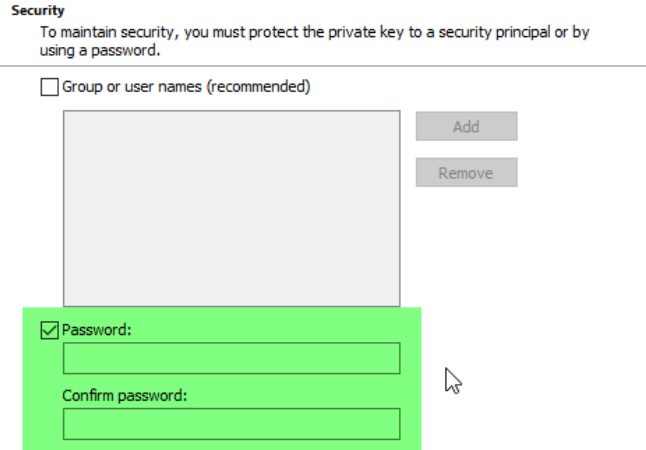 Security
To maintain security, you must protect the private key to a security principal or by
using a password.
Group or user names (recommended)
Add
Remove
Password:
Confirm password: